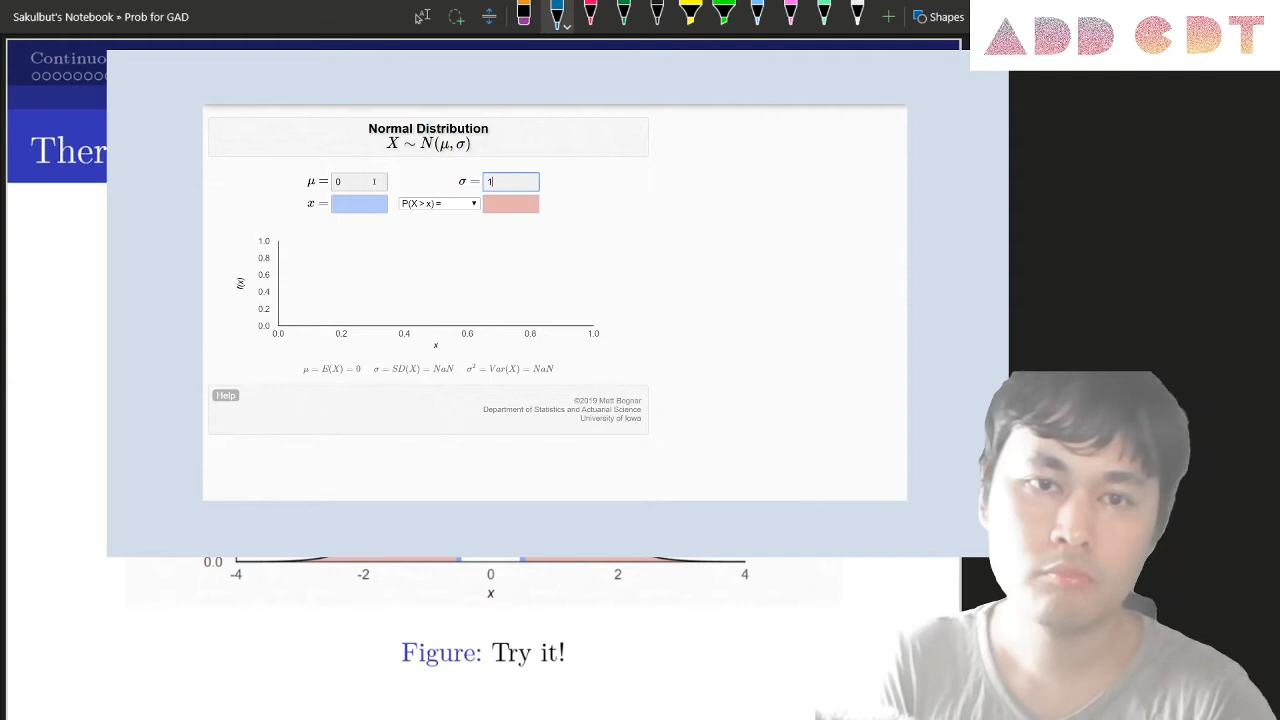 Sakulbut's Notebook » Prob for GAD
Shapes
ADD CDT
Continuo
Ther
Normal Distribution
X ~ N(μ, σ)
μ = 0
σ = 1
x =
P(X > x) =
1.0
0.8
0.6
0.4
0.2
0.0
f(x)
0.0 0.2 0.4 0.6 0.8 1.0
x
μ = E(X) = 0 σ = SD(X) = NaN σ² = Var(X) = NaN
Help
©2019 Matt Bognar
Department of Statistics and Actuarial Science
University of Iowa
0.0
-4 -2 0 2 4
x
Figure: Try it!